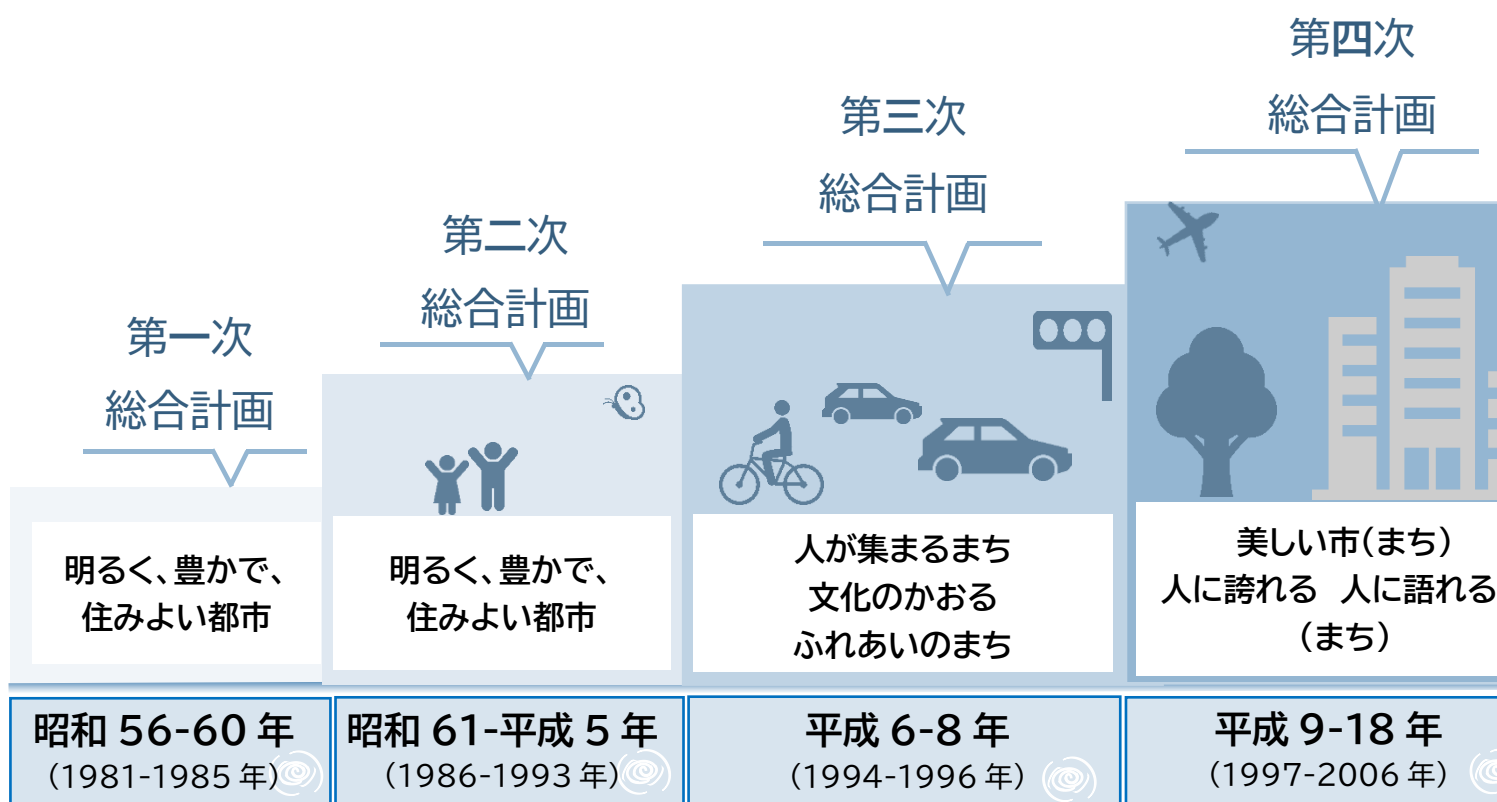 第一次
総合計画
明るく、豊かで、
住みよい都市
昭和 56-60 年
(1981-1985 年)
第二次
総合計画
明るく、豊かで、
住みよい都市
昭和 61-平成 5 年
(1986-1993 年)
第三次
総合計画
人が集まるまち
文化のかおる
ふれあいのまち
平成 6-8 年
(1994-1996 年)
第四次
総合計画
美しい市(まち)
人に誇れる 人に語れる
(まち)
平成 9-18 年
(1997-2006 年)